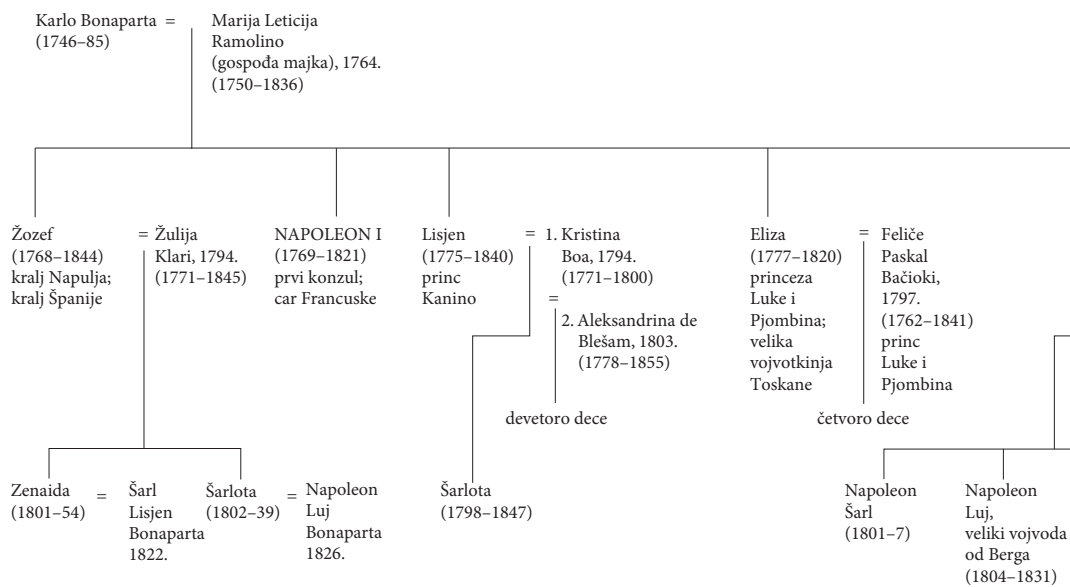 Karlo Bonaparta =
(1746–85)
Marija Leticija
Ramolino
(gospođa majka), 1764.
(1750–1836)
Žozef
(1768–1844)
kralj Napulja;
kralj Španije
= Žulija
Klari, 1794.
(1771–1845)
NAPOLEON I
(1769–1821)
prvi konzul;
car Francuske
Lisjen
(1775–1840)
princ
Kanino
= 1. Kristina
Boa, 1794.
(1771–1800)
=
2. Aleksandrina de
Blešam, 1803.
(1778–1855)
devetoro dece
Eliza
(1777–1820)
princeza
Luke i
Pjombina;
velika
vojvotkinja
Toskane
= Feliče
Paskal
Bačioki,
1797.
(1762–1841)
princ
Luke i
Pjombina
četvoro dece
Zenaida
(1801–54)
= Šarl
Lisjen
Bonaparta
1822.
Šarlota
(1802–39)
= Napoleon
Luj
Bonaparta
1826.
Šarlota
(1798–1847)
Napoleon
Šarl
(1801–7)
Napoleon
Luj,
veliki vojvoda
od Berga
(1804–1831)